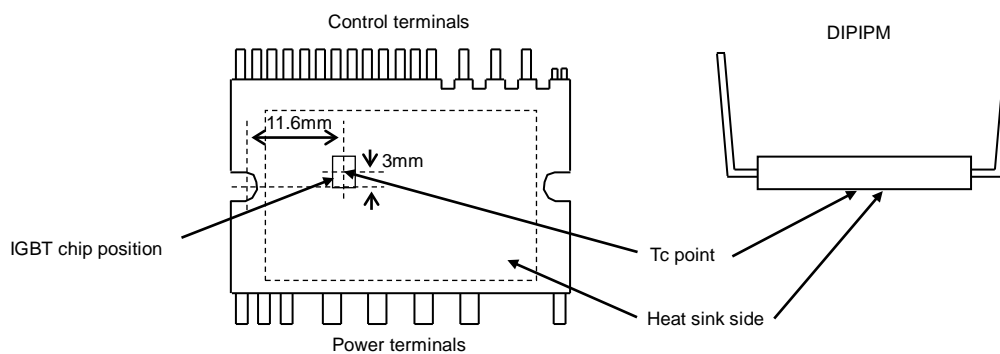 Control terminals
DIPIPM
11.6mm
3mm
IGBT chip position
Tc point
Heat sink side
Power terminals